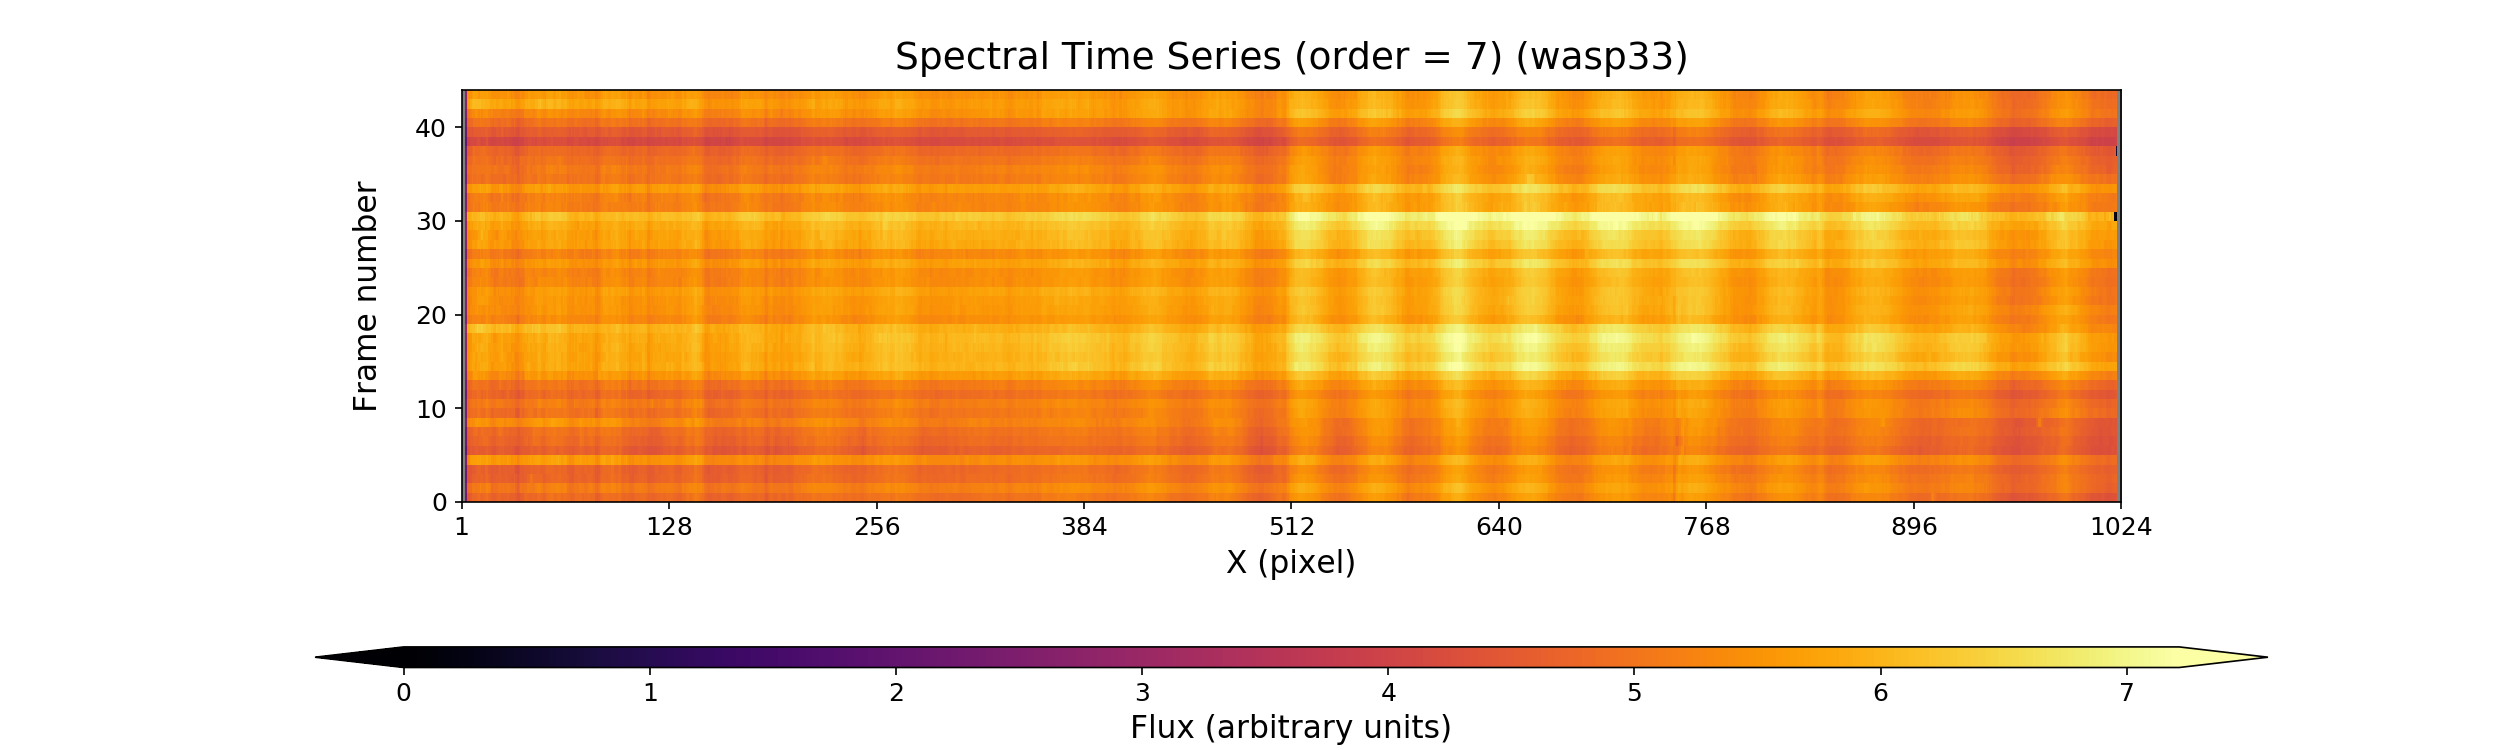 Spectral Time Series (order = 7) (wasp33)
Frame number
40
30
20
10
0
1 128 256 384 512 640 768 896 1024
X (pixel)
0 1 2 3 4 5 6 7
Flux (arbitrary units)